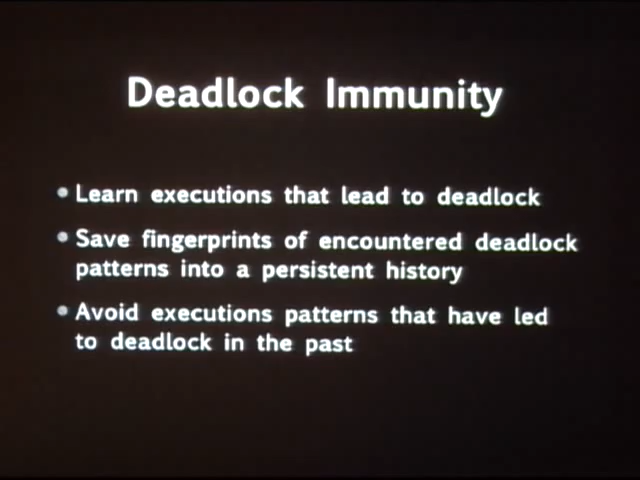 Deadlock Immunity
• Learn executions that lead to deadlock
• Save fingerprints of encountered deadlock
patterns into a persistent history
• Avoid executions patterns that have led
to deadlock in the past